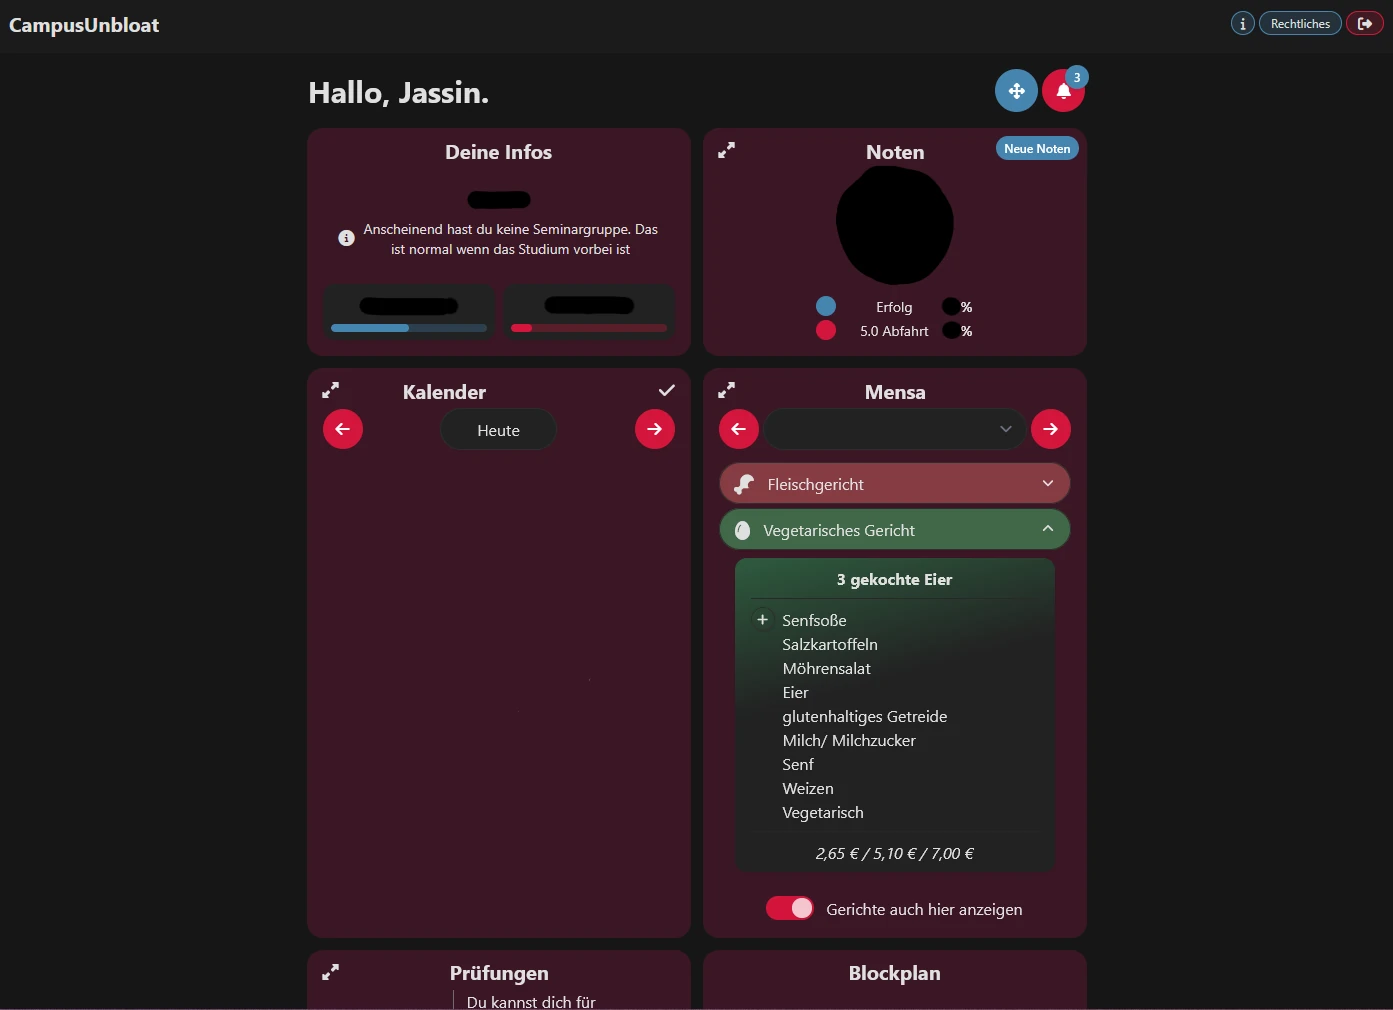 CampusUnbloat
i
Rechtliches
Hallo, Jassin.
3
Deine Infos
Anscheinend hast du keine Seminargruppe. Das
ist normal wenn das Studium vorbei ist
Noten
Neue Noten
Erfolg %
5.0 Abfahrt %
Kalender
Heute
Mensa
Fleischgericht
Vegetarisches Gericht
3 gekochte Eier
Senfsoße
Salzkartoffeln
Möhrensalat
Eier
glutenhaltiges Getreide
Milch/ Milchzucker
Senf
Weizen
Vegetarisch
2,65 € / 5,10 € / 7,00 €
Gerichte auch hier anzeigen
Prüfungen
Du kannst dich für
Blockplan